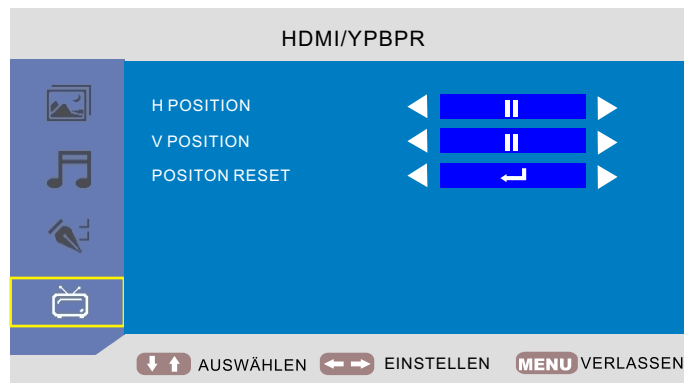 HDMI/YPBPR
H POSITION
V POSITION
POSITON RESET
AUSWÄHLEN EINSTELLEN MENU VERLASSEN